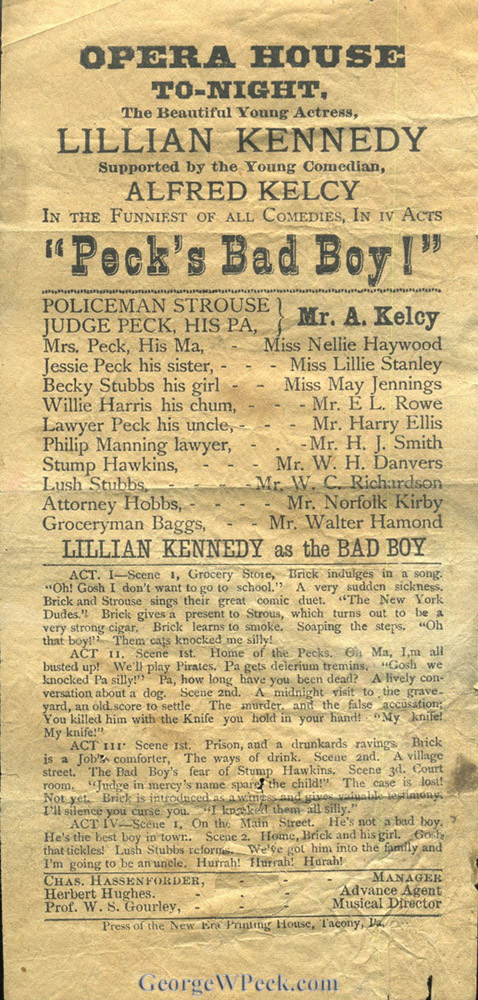 OPERA HOUSE
TO-NIGHT,
The Beautiful Young Actress,
LILLIAN KENNEDY
Supported by the Young Comedian,
ALFRED KELCY
IN THE FUNNIEST OF ALL COMEDIES, IN IV ACTS
"Peck's Bad Boy!"
POLICEMAN STROUSE } Mr. A. Kelcy
JUDGE PECK, HIS PA,
Mrs. Peck, His Ma, - Miss Nellie Haywood
Jessie Peck his sister, - - - Miss Lillie Stanley
Becky Stubbs his girl - - Miss May Jennings
Willie Harris his chum, - - - Mr. E L. Rowe
Lawyer Peck his uncle, - - - Mr. Harry Ellis
Philip Manning lawyer, - . - Mr. H. J. Smith
Stump Hawkins, - - - Mr. W. H. Danvers
Lush Stubbs, - - - - Mr. W. C. Richardson
Attorney Hobbs, - - - - Mr. Norfolk Kirby
Groceryman Baggs, - - Mr. Walter Hamond
LILLIAN KENNEDY as the BAD BOY
ACT. I—Scene 1, Grocery Store, Brick indulges in a song.
"Oh! Gosh I don't want to go to school." A very sudden sickness.
Brick and Strouse sings their great comic duet. "The New York
Dudes." Brick gives a present to Strous, which turns out to be a
very strong cigar. Brick learns to smoke. Soaping the steps. "Oh
that boy!" Them cats knocked me silly!
ACT II. Scene 1st. Home of the Pecks. Oh Ma, I,m all
busted up! We'll play Pirates. Pa gets delerium tremins, "Gosh we
knocked Pa silly!" Pa, how long have you been dead? A lively con-
versation about a dog. Scene 2nd. A midnight visit to the grave-
yard, an old score to settle The murder, and the false accusation;
You killed him with the Knife you hold in your hand! "My knife!
My knife!"
ACT III' Scene 1st. Prison, and a drunkards ravings. Brick
is a Job's comforter, The ways of drink. Scene 2nd. A village
street. The Bad Boy's fear of Stump Hawkins. Scene 3d. Court
room. "Judge in mercy's name spare the child!" The case is lost!
Not yet. Brick is introduced as a witness and gives valuable testimony.
I'll silence you curse you. "I knocked them all silly."
ACT IV—Scene 1, On the Main Street. He's not a bad boy.
He's the best boy in town. Scene 2. Home, Brick and his girl. Gosh
that tickles! Lush Stubbs reforms. We've got him into the family and
I'm going to be an uncle. Hurrah! Hurrah! Hurah!
CHAS. HASSENFORDER, - - MANAGER
Herbert Hughes. - - Advance Agent
Prof. W. S. Gourley, - - - Musical Director
Press of the New Era Printing House, Tacony, Pa.
GeorgeWPeck.com